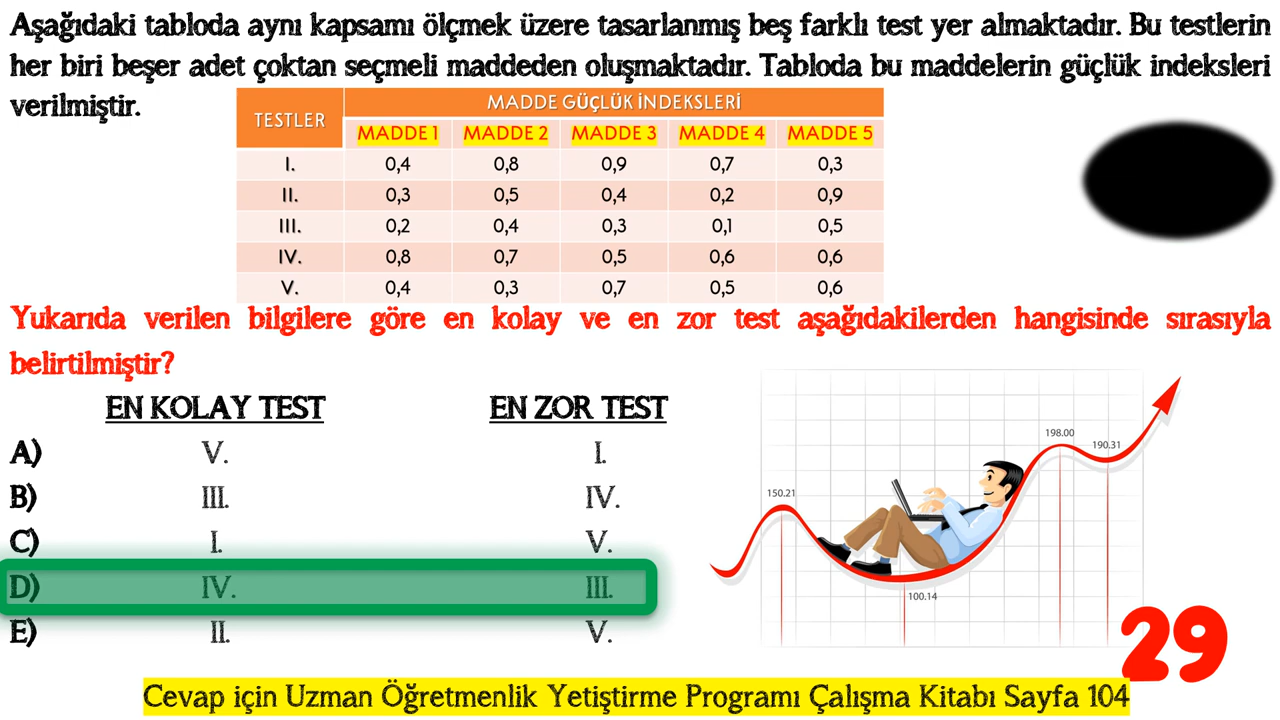 Aşağıdaki tabloda aynı kapsamı ölçmek üzere tasarlanmış beş farklı test yer almaktadır. Bu testlerin
her biri beşer adet çoktan seçmeli maddeden oluşmaktadır. Tabloda bu maddelerin güçlük indeksleri
verilmiştir.
TESTLER MADDE GÜÇLÜK İNDEKSLERİ
MADDE 1 MADDE 2 MADDE 3 MADDE 4 MADDE 5
I. 0,4 0,8 0,9 0,7 0,3
II. 0,3 0,5 0,4 0,2 0,9
III. 0,2 0,4 0,3 0,1 0,5
IV. 0,8 0,7 0,5 0,6 0,6
V. 0,4 0,3 0,7 0,5 0,6
Yukarıda verilen bilgilere göre en kolay ve en zor test aşağıdakilerden hangisinde sırasıyla
belirtilmiştir?
EN KOLAY TEST EN ZOR TEST
A) V. I.
B) III. IV.
C) I. V.
D) IV. III.
E) II. V.
150.21
100.14
198.00
190.31
29
Cevap için Uzman Öğretmenlik Yetiştirme Programı Çalışma Kitabı Sayfa 104